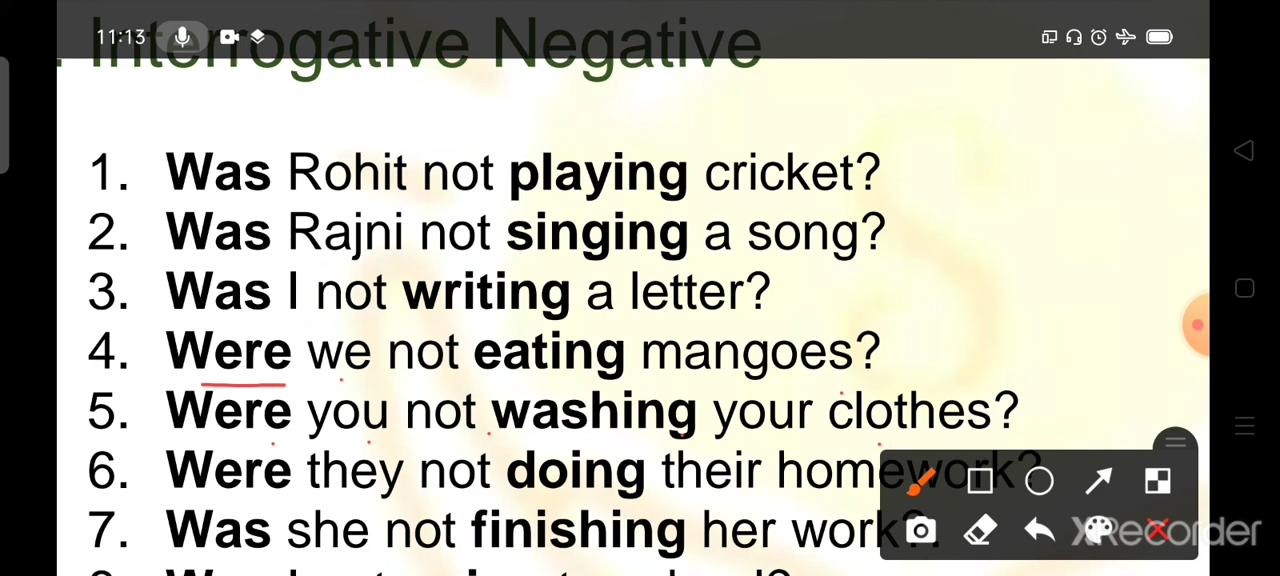 11:13
. Interrogative Negative
1. Was Rohit not playing cricket?
2. Was Rajni not singing a song?
3. Was I not writing a letter?
4. Were we not eating mangoes?
5. Were you not washing your clothes?
6. Were they not doing their homework?
7. Was she not finishing her work?
XRecorder